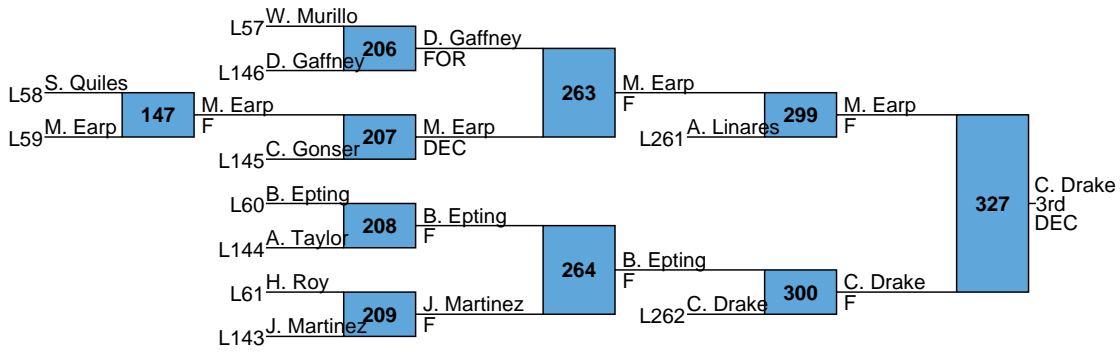 W. Murillo
L57
206
D. Gaffney
FOR
D. Gaffney
L146
S. Quiles
L58
147
M. Earp
F
M. Earp
L59
207
M. Earp
DEC
C. Gonser
L145
263
M. Earp
F
299
M. Earp
F
A. Linares
L261
B. Epting
L60
208
B. Epting
F
A. Taylor
L144
264
B. Epting
F
H. Roy
L61
209
J. Martinez
F
J. Martinez
L143
300
C. Drake
F
C. Drake
L262
327
C. Drake
3rd
DEC